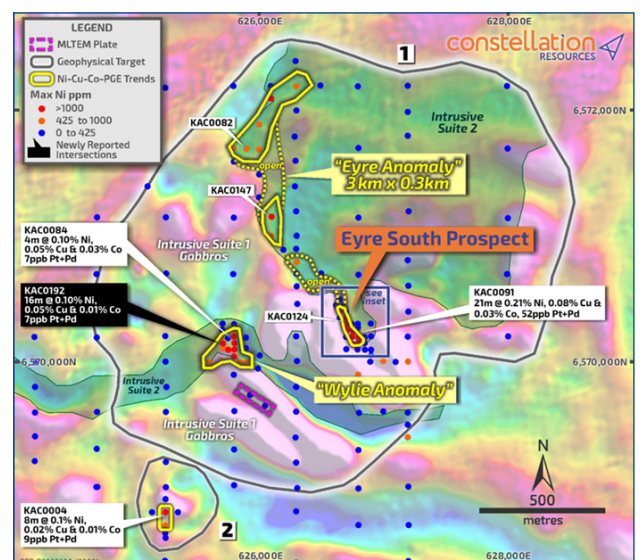 626,000E
628,000E
LEGEND
MLTEM Plate
Geophysical Target
Ni-Cu-Co-PGE Trends
Max Ni ppm
>1000
425 to 1000
0 to 425
Newly Reported
Intersections
1
constellation
RESOURCES
6,572,000N
KAC0082
Intrusive
Suite 2
open
"Eyre Anomaly"
3km x 0.3km
KAC0147
KAC0084
4m @ 0.10% Ni,
0.05% Cu & 0.03% Co
7ppb Pt+Pd
Intrusive Suite 1
Gabbros
Eyre South Prospect
open
see
inset
KAC0192
16m @ 0.10% Ni,
0.05% Cu & 0.01% Co
7ppb Pt+Pd
KAC0091
21m @ 0.21% Ni, 0.08% Cu &
0.03% Co, 52ppb Pt+Pd
KAC0124
6,570,000N
6,570,000N
Intrusive
Suite 2
"Wylie Anomaly"
Intrusive Suite 1
Gabbros
N
500
metres
KAC0004
8m @ 0.1% Ni,
0.02% Cu & 0.01% Co
9ppb Pt+Pd
2
626,000E
628,000E